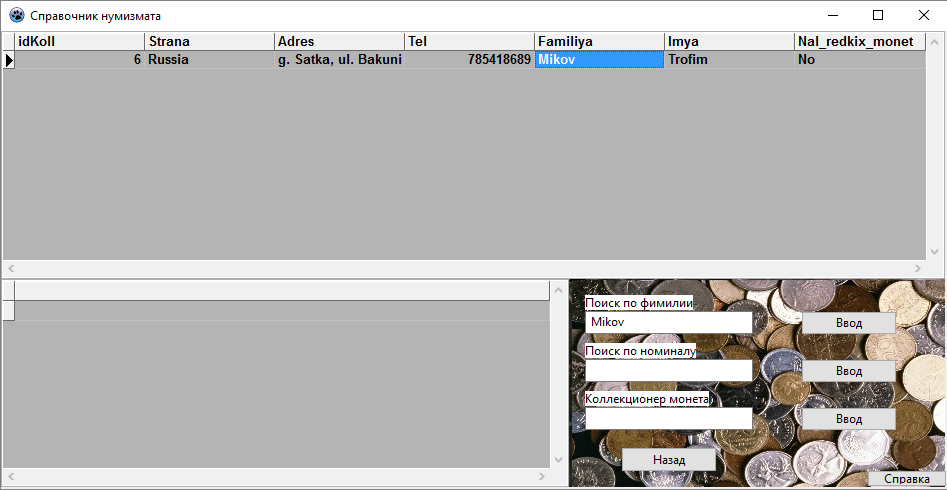 Справочник нумизмата
idKoll Strana Adres Tel Familiya Imya Nal_redkix_monet
6 Russia g. Satka, ul. Bakuni 785418689 Mikov Trofim No
Поиск по фимилии
Mikov Ввод
Поиск по номиналу
Ввод
Коллекционер монета
Ввод
Назад
Справка